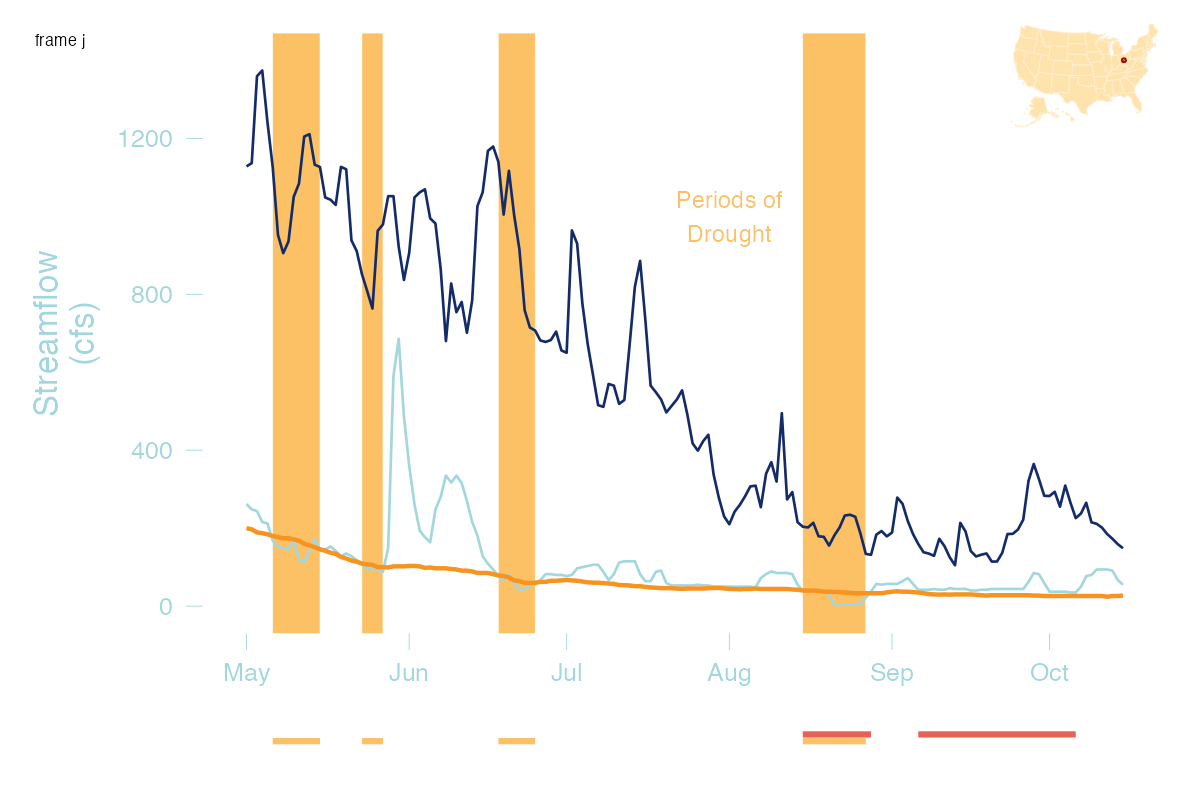 frame j
1200
800
400
0
Streamflow
(cfs)
Periods of
Drought
May Jun Jul Aug Sep Oct